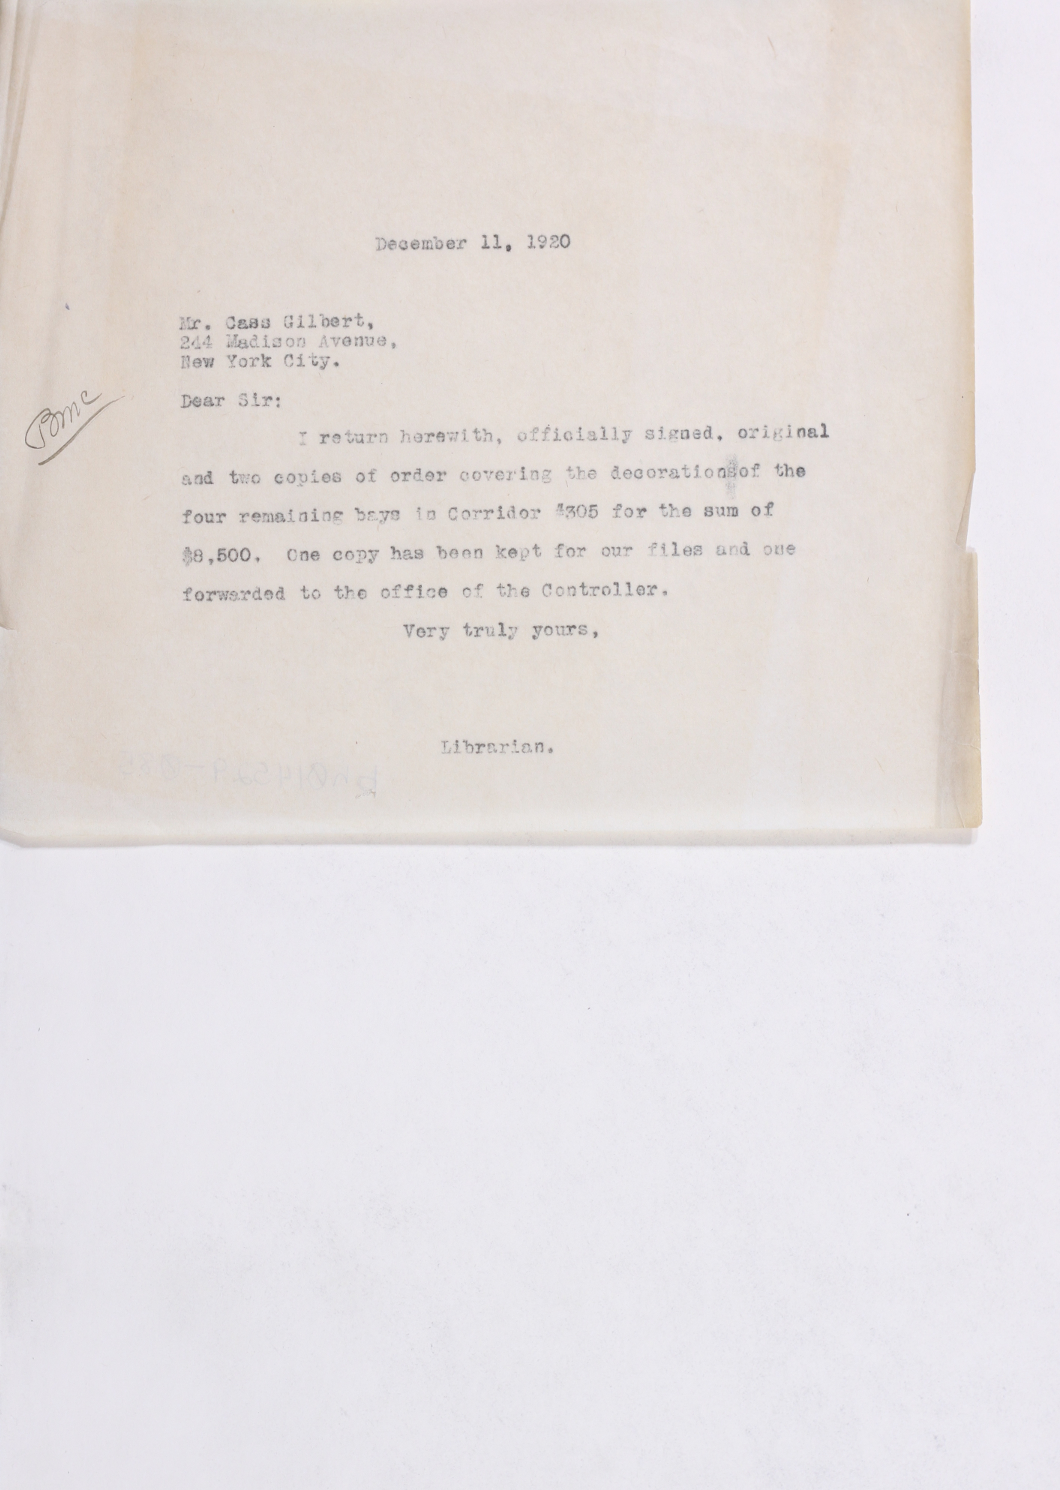 December 11, 1920
Mr. Cass Gilbert,
244 Madison Avenue,
New York City.
BMC
Dear Sir:
I return herewith, officially signed, original
and two copies of order covering the decoration of the
four remaining bays in Corridor #305 for the sum of
$8,500. One copy has been kept for our files and one
forwarded to the office of the Controller.
Very truly yours,
Librarian.